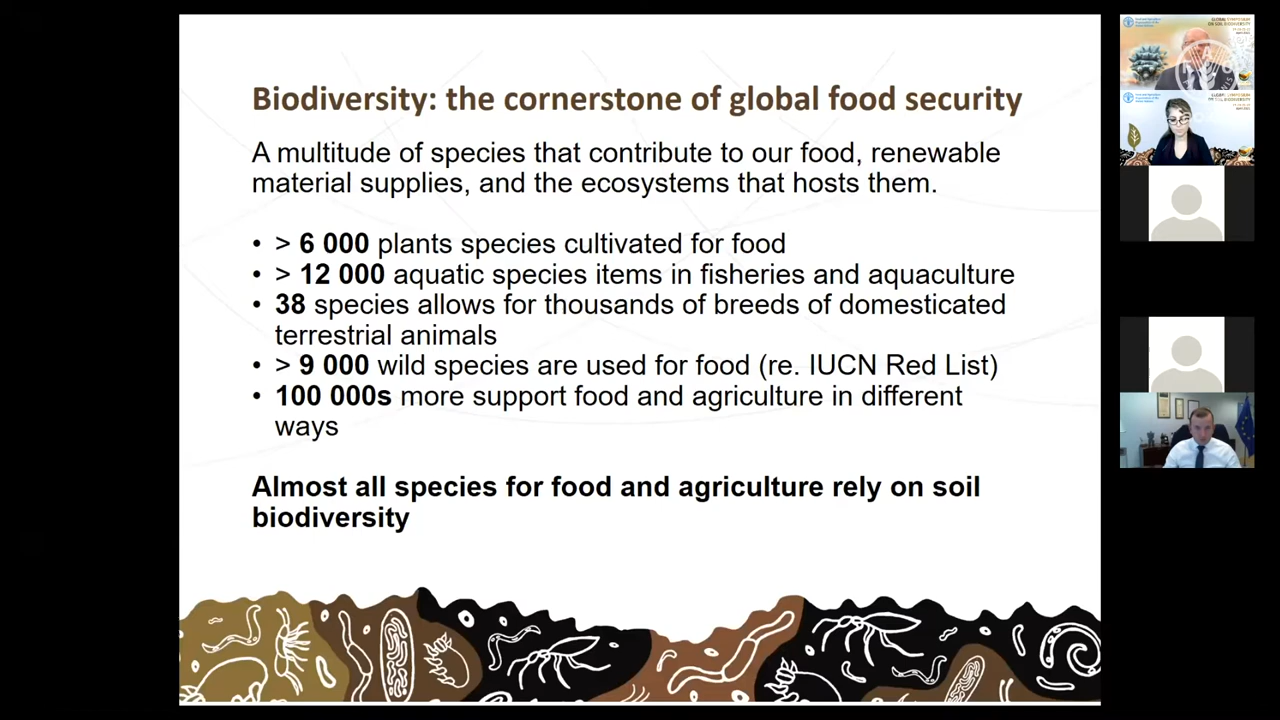 Biodiversity: the cornerstone of global food security
A multitude of species that contribute to our food, renewable
material supplies, and the ecosystems that hosts them.
• > 6 000 plants species cultivated for food
• > 12 000 aquatic species items in fisheries and aquaculture
• 38 species allows for thousands of breeds of domesticated
terrestrial animals
• > 9 000 wild species are used for food (re. IUCN Red List)
• 100 000s more support food and agriculture in different
ways
Almost all species for food and agriculture rely on soil
biodiversity